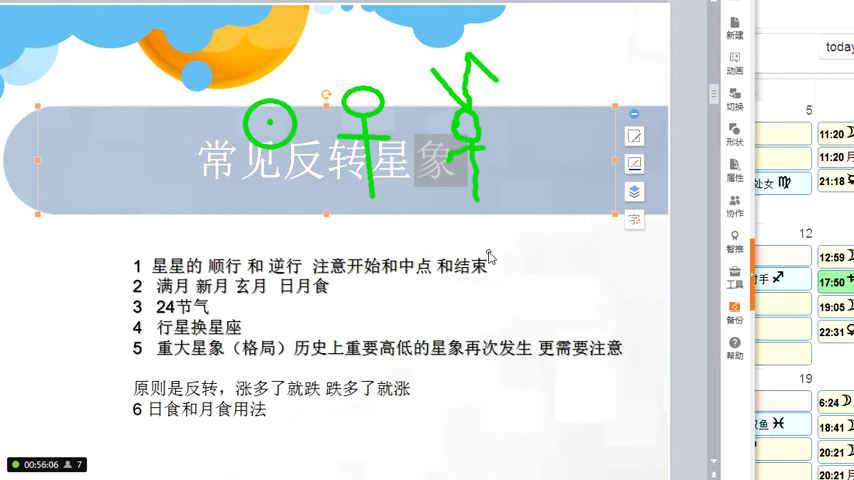 常见反转星象
1 星星的 顺行 和 逆行 注意开始和中点 和结束
2 满月 新月 玄月 日月食
3 24节气
4 行星换星座
5 重大星象（格局）历史上重要高低的星象再次发生 更需要注意
原则是反转，涨多了就跌 跌多了就涨
6 日食和月食用法
00:56:06 7
新建
动画
切换
形状
属性
协作
智推
工具
备份
帮助
字
today
5
11:20
11:20 月
处女 ♍ 21:18
12
12:59
手 ♐ 17:50
19:05
22:31
19
6:24
鱼 ♓ 18:41
20:21
20:21 月